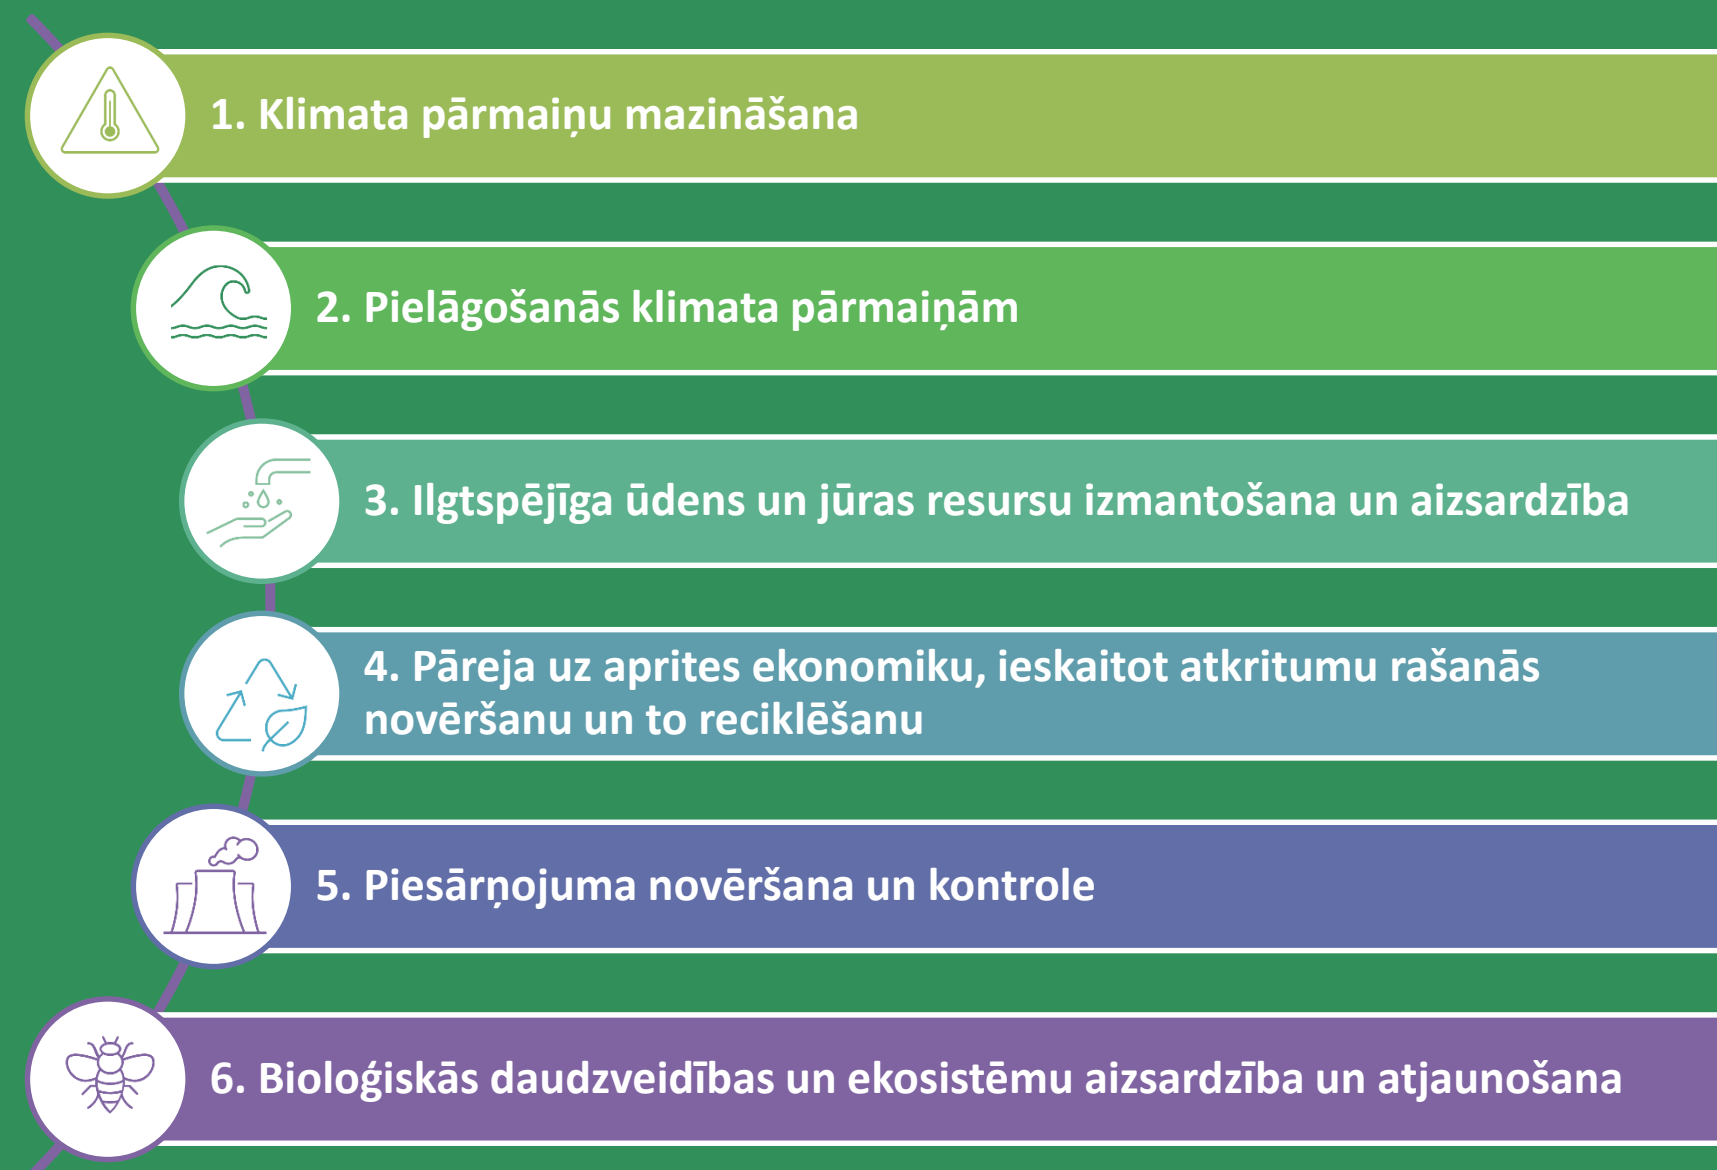 1. Klimata pārmaiņu mazināšana
2. Pielāgošanās klimata pārmaiņām
3. Ilgtspējīga ūdens un jūras resursu izmantošana un aizsardzība
4. Pāreja uz aprites ekonomiku, ieskaitot atkritumu rašanās
novēršanu un to reciklēšanu
5. Piesārņojuma novēršana un kontrole
6. Bioloģiskās daudzveidības un ekosistēmu aizsardzība un atjaunošana